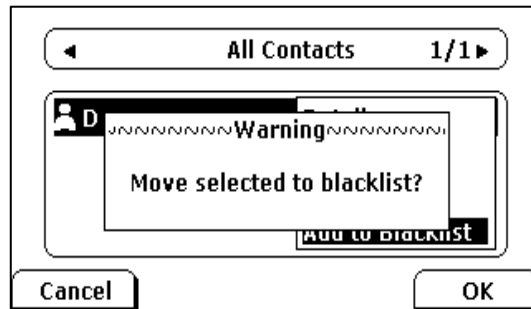 All Contacts 1/1
D
Warning
Move selected to blacklist?
Add to Blacklist
Cancel OK